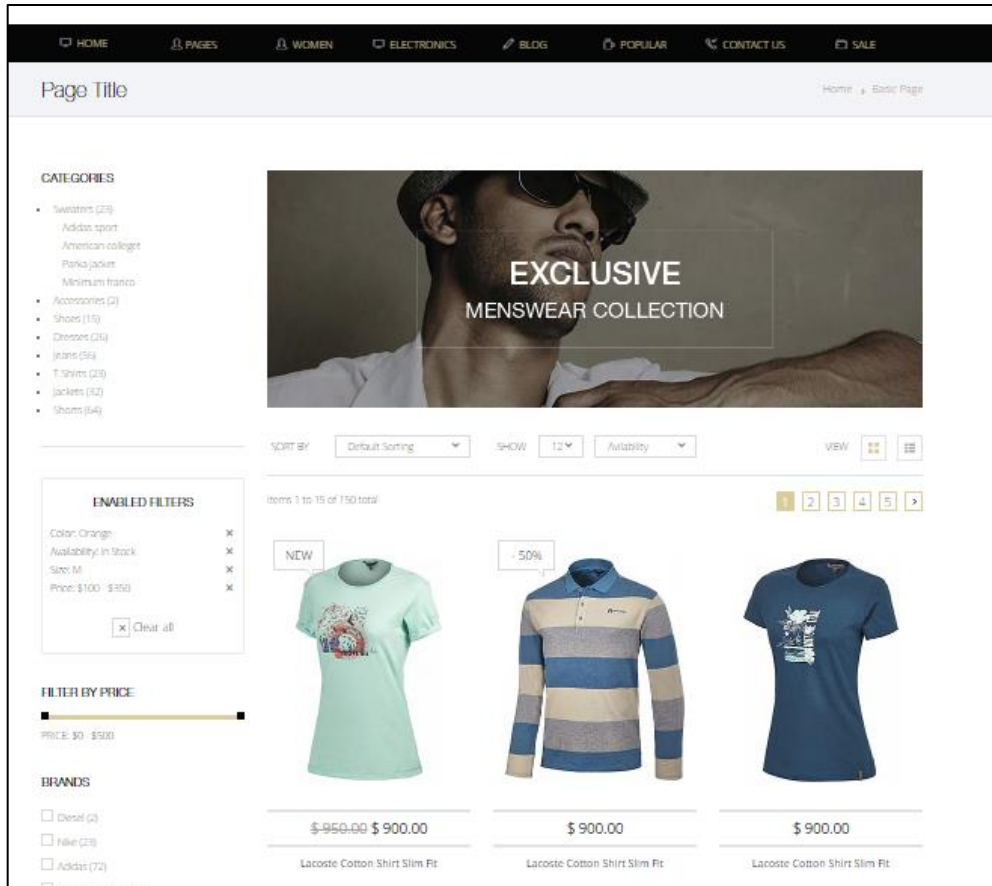 HOME PAGES WOMEN ELECTRONICS BLOG POPULAR CONTACT US SALE
Page Title
Home Basic Page
CATEGORIES
Sweaters (23)
Adidas sport
American colleget
Parka jacket
Minimum franco
Accessories (2)
Shoes (15)
Dresses (26)
Jeans (56)
T Shirts (23)
Jackets (32)
Shorts (64)
ENABLED FILTERS
Color: Orange
Availability: In Stock
Size: M
Price: $100 - $350
Clear all
FILTER BY PRICE
PRICE: $0 - $500
BRANDS
Diesel (2)
Nike (23)
Adidas (72)
EXCLUSIVE
MENSWEAR COLLECTION
SORT BY Default Sorting SHOW 12 Avilability VIEW
Items 1 to 15 of 150 total
1 2 3 4 5 >
NEW
- 50%
$ 950.00 $ 900.00
Lacoste Cotton Shirt Slim Fit
$ 900.00
Lacoste Cotton Shirt Slim Fit
$ 900.00
Lacoste Cotton Shirt Slim Fit